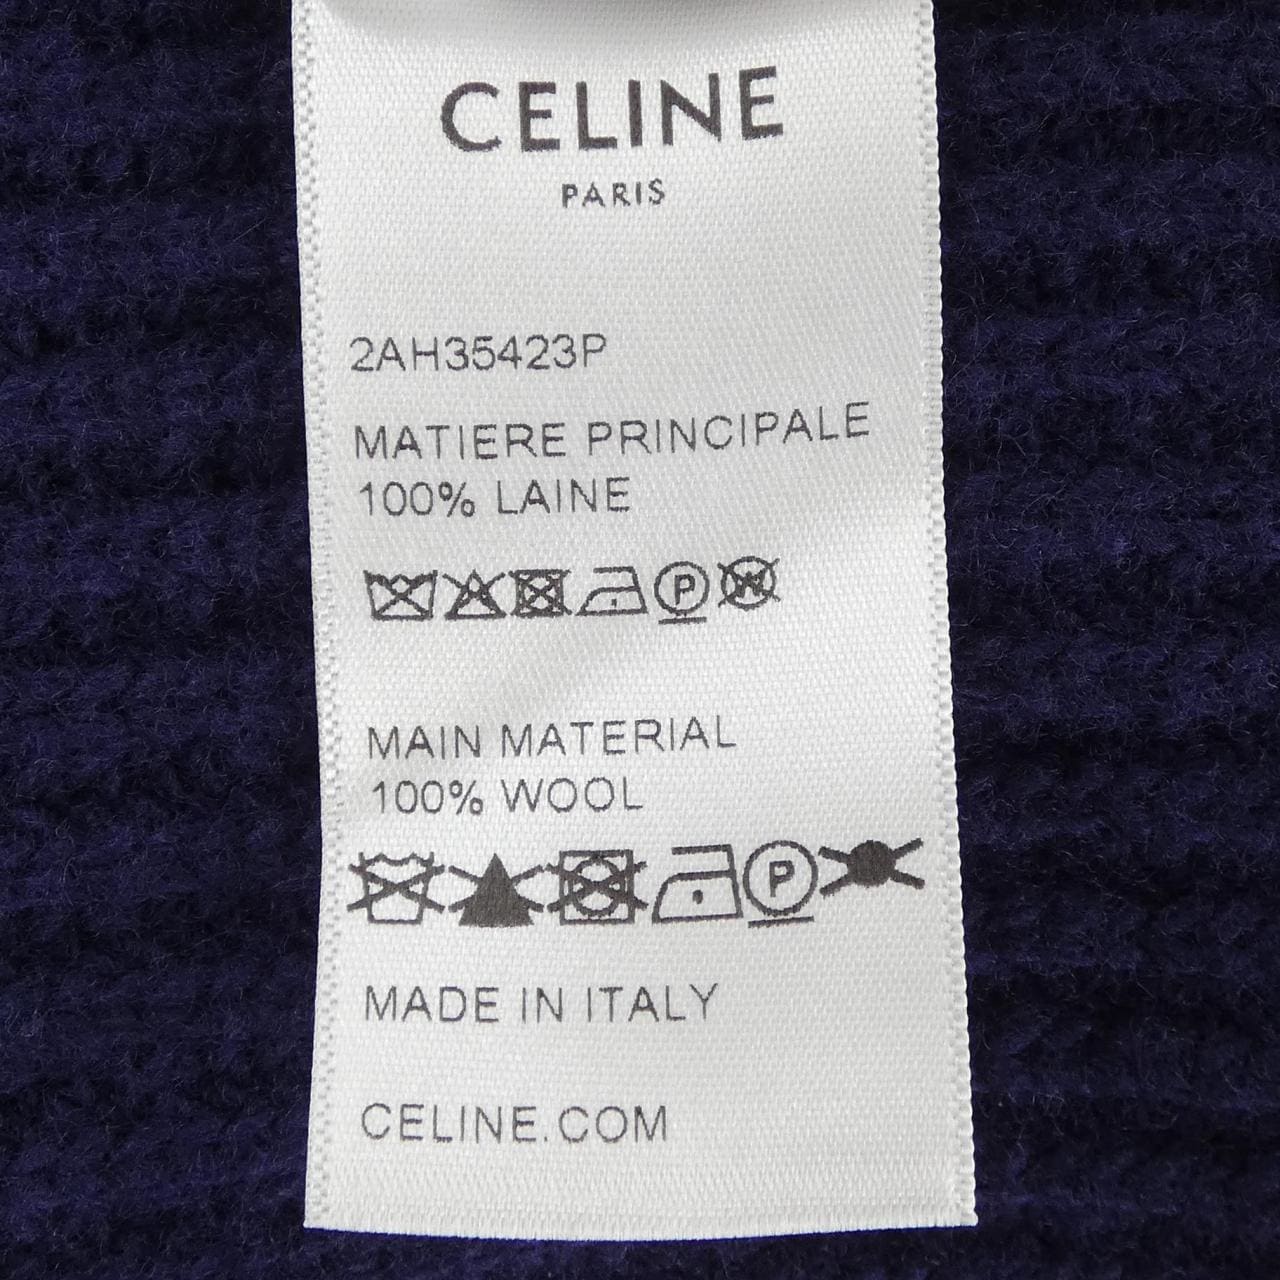 CELINE
PARIS
2AH35423P
MATIERE PRINCIPALE
100% LAINE
P W
MAIN MATERIAL
100% WOOL
P
MADE IN ITALY
CELINE.COM